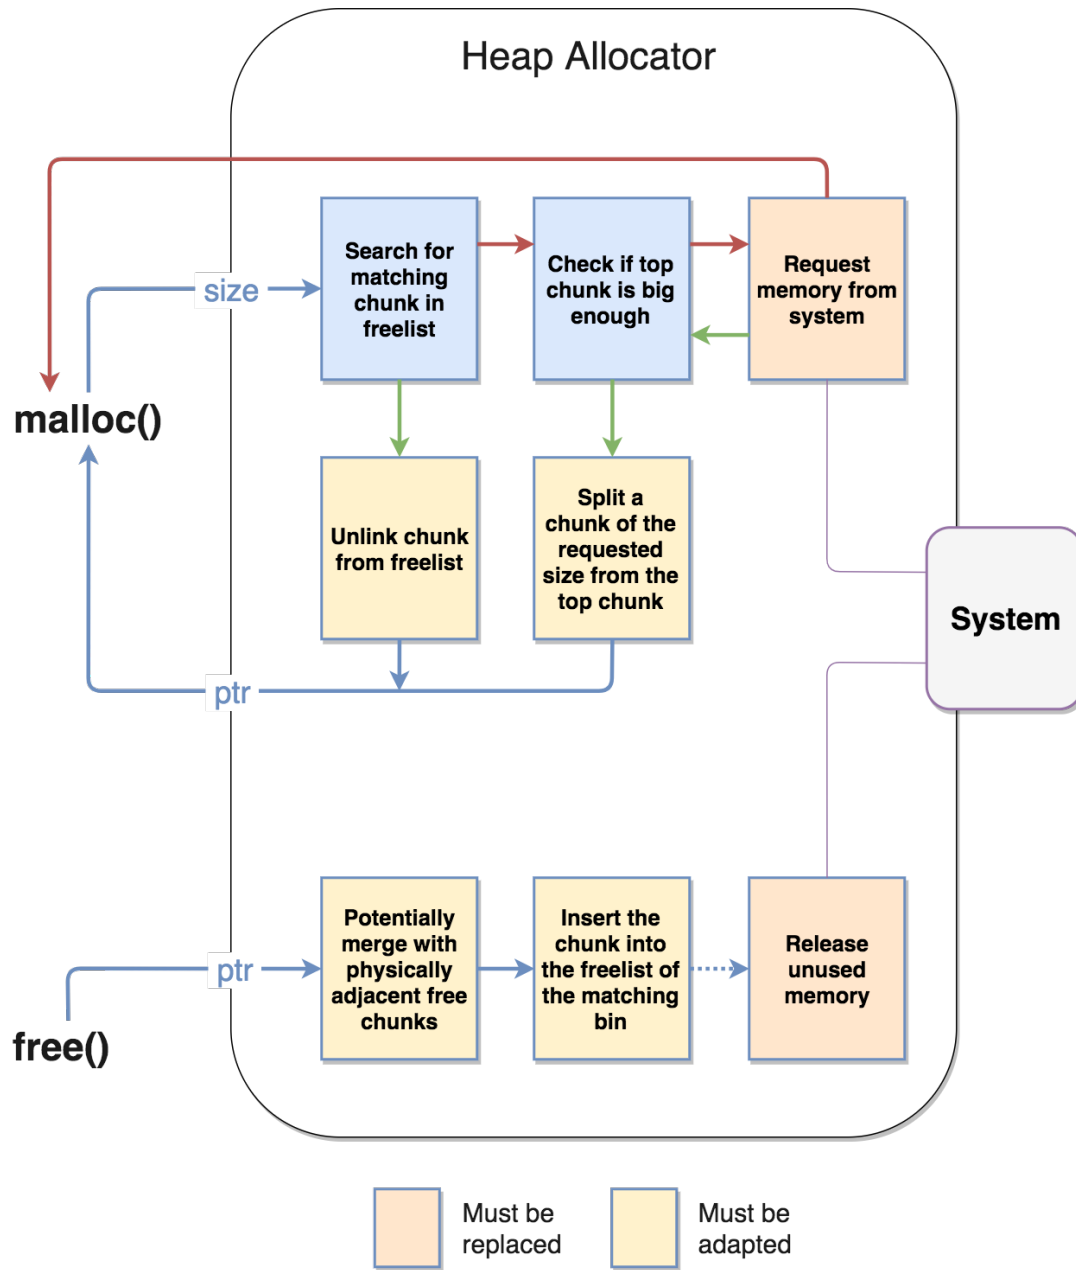 Heap Allocator
Search for
matching
chunk in
freelist
Check if top
chunk is big
enough
Request
memory from
system
size
malloc()
Unlink chunk
from freelist
Split a
chunk of the
requested
size from the
top chunk
System
ptr
Potentially
merge with
physically
adjacent free
chunks
Insert the
chunk into
the freelist of
the matching
bin
Release
unused
memory
ptr
free()
Must be
replaced
Must be
adapted